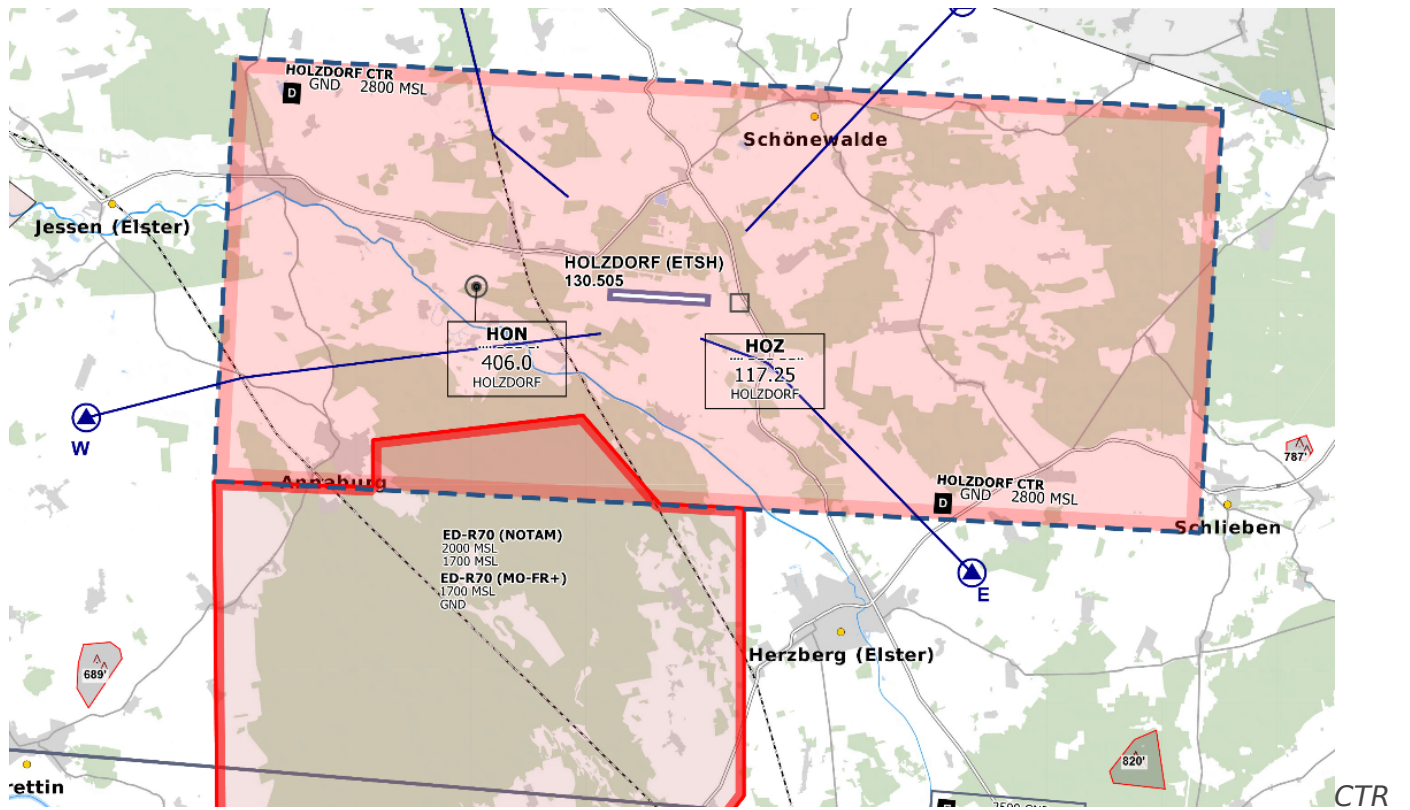 HOLZDORF CTR
D
GND 2800 MSL
Schönewalde
Jessen (Elster)
HOLZDORF (ETSH)
130.505
HON
406.0
HOLZDORF
HOZ
117.25
HOLZDORF
W
787'
Annaburg
HOLZDORF CTR
D
GND 2800 MSL
Schlieben
ED-R70 (NOTAM)
2000 MSL
1700 MSL
ED-R70 (MO-FR+)
1700 MSL
GND
E
Herzberg (Elster)
689'
820'
rettin
CTR